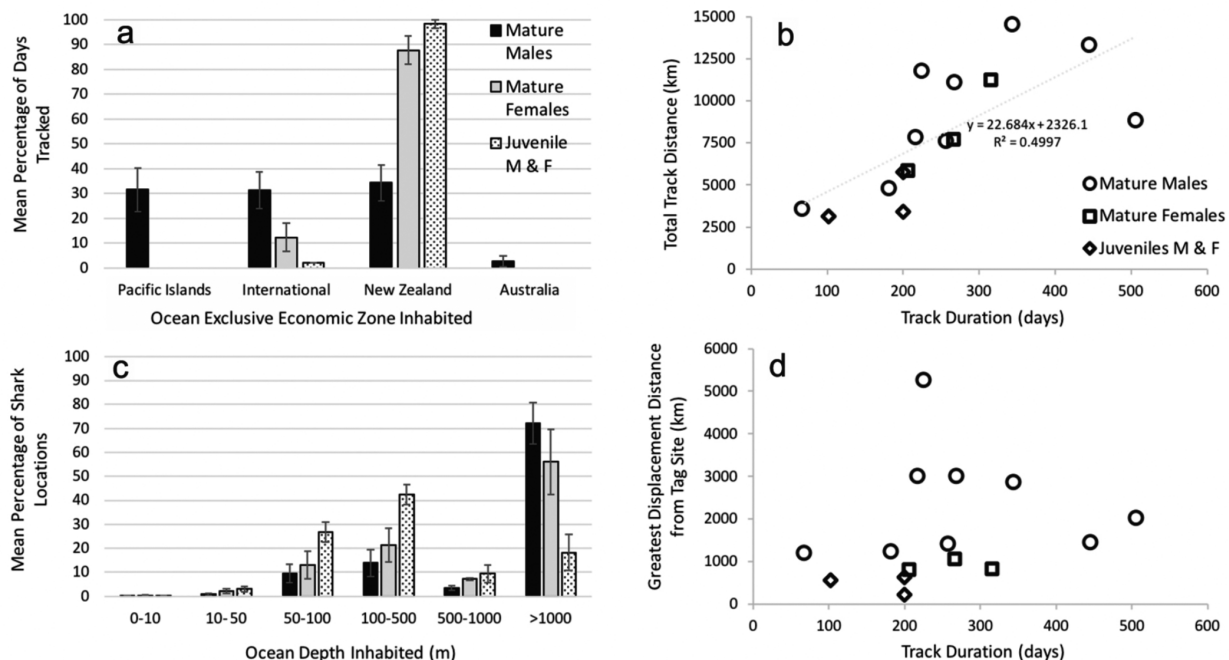 a
100
90
80
70
60
50
40
30
20
10
0
Mean Percentage of Days
Tracked
Mature
Males
Mature
Females
Juvenile
M & F
Pacific Islands International New Zealand Australia
Ocean Exclusive Economic Zone Inhabited
b
15000
12500
10000
7500
5000
2500
0
Total Track Distance (km)
y = 22.684x + 2326.1
R² = 0.4997
Mature Males
Mature Females
Juveniles M & F
0 100 200 300 400 500 600
Track Duration (days)
c
100
90
80
70
60
50
40
30
20
10
0
Mean Percentage of Shark
Locations
0-10 10-50 50-100 100-500 500-1000 >1000
Ocean Depth Inhabited (m)
d
6000
5000
4000
3000
2000
1000
0
Greatest Displacement Distance
from Tag Site (km)
0 100 200 300 400 500 600
Track Duration (days)